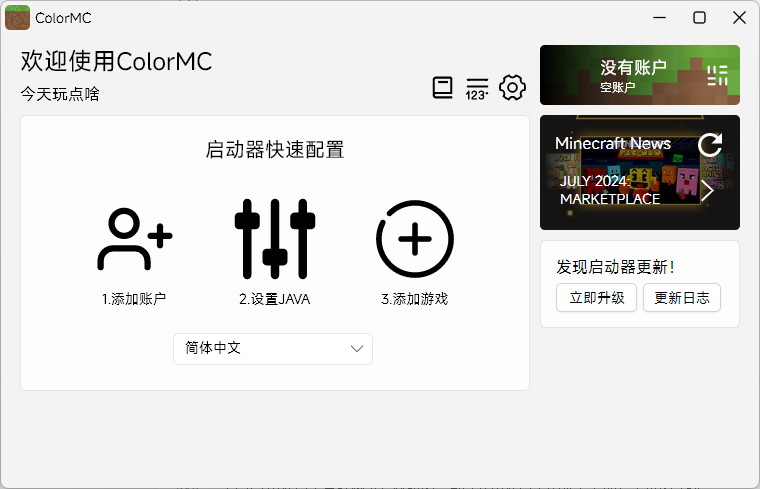 ColorMC
欢迎使用ColorMC
今天玩点啥
123·
没有账户
空账户
启动器快速配置
1.添加账户
2.设置JAVA
3.添加游戏
简体中文
Minecraft News
JULY 2024:
MARKETPLACE
发现启动器更新!
立即升级
更新日志